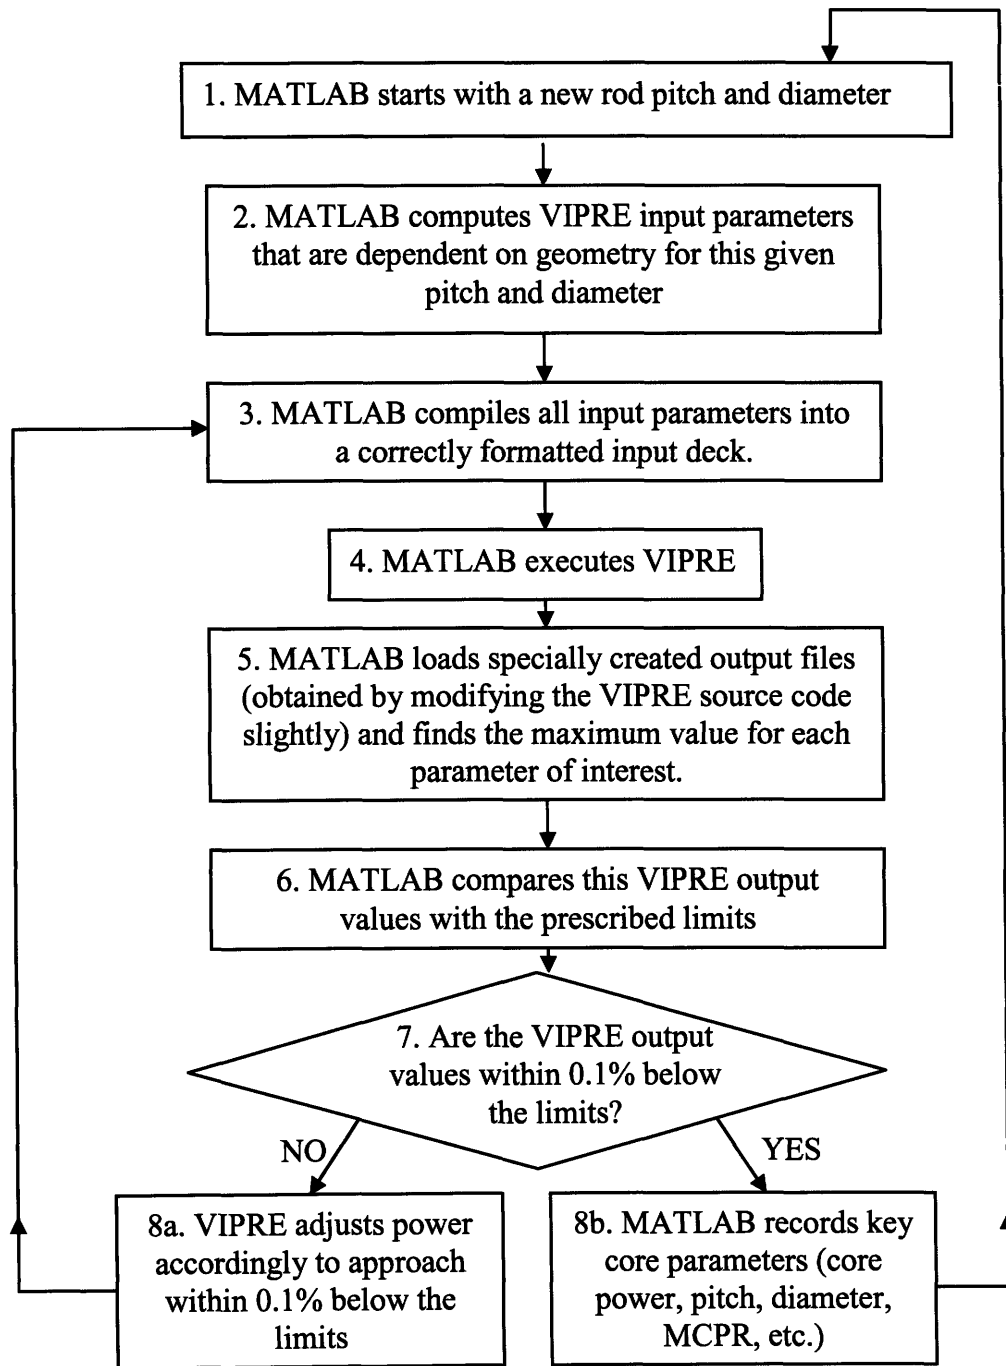 1. MATLAB starts with a new rod pitch and diameter
2. MATLAB computes VIPRE input parameters
that are dependent on geometry for this given
pitch and diameter
3. MATLAB compiles all input parameters into
a correctly formatted input deck.
4. MATLAB executes VIPRE
5. MATLAB loads specially created output files
(obtained by modifying the VIPRE source code
slightly) and finds the maximum value for each
parameter of interest.
6. MATLAB compares this VIPRE output
values with the prescribed limits
7. Are the VIPRE output
values within 0.1% below
the limits?
NO
YES
8a. VIPRE adjusts power
accordingly to approach
within 0.1% below the
limits
8b. MATLAB records key
core parameters (core
power, pitch, diameter,
MCPR, etc.)